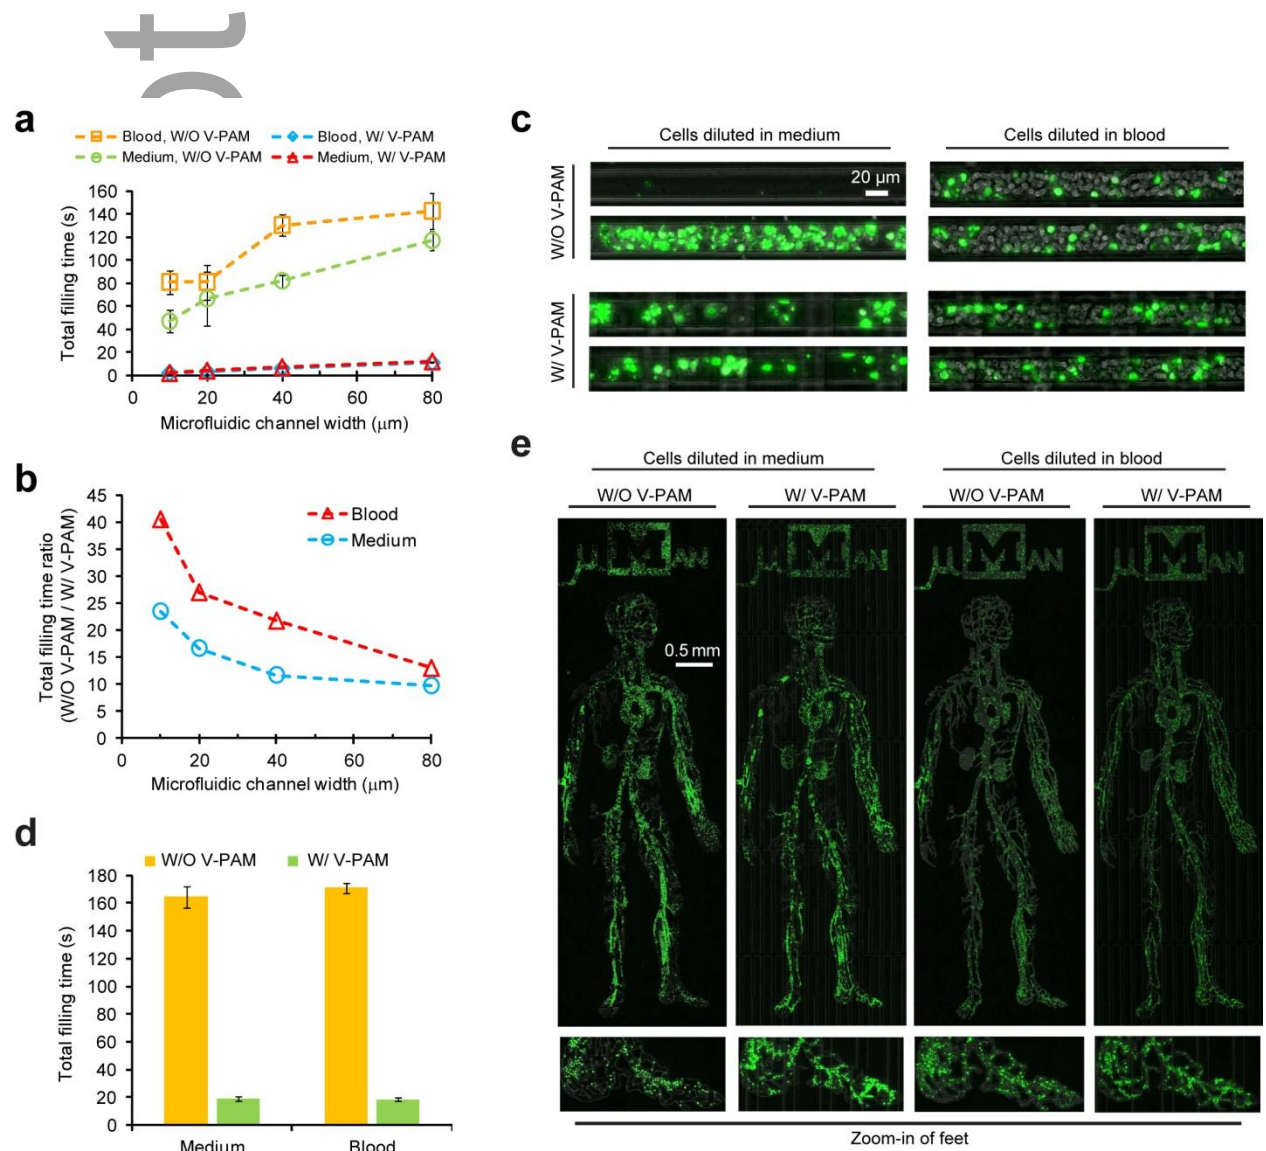 ot
a
Blood, W/O V-PAM
Blood, W/ V-PAM
Medium, W/O V-PAM
Medium, W/ V-PAM
Total filling time (s)
160
140
120
100
80
60
40
20
0
0 20 40 60 80
Microfluidic channel width (μm)
b
Total filling time ratio
(W/O V-PAM / W/ V-PAM)
45
40
35
30
25
20
15
10
5
0
Blood
Medium
0 20 40 60 80
Microfluidic channel width (μm)
d
W/O V-PAM
W/ V-PAM
Total filling time (s)
180
160
140
120
100
80
60
40
20
0
Medium Blood
c
Cells diluted in medium
Cells diluted in blood
W/O V-PAM
20 μm
W/ V-PAM
e
Cells diluted in medium
Cells diluted in blood
W/O V-PAM
W/ V-PAM
W/O V-PAM
W/ V-PAM
μMAN
μMAN
μMAN
μMAN
0.5 mm
Zoom-in of feet